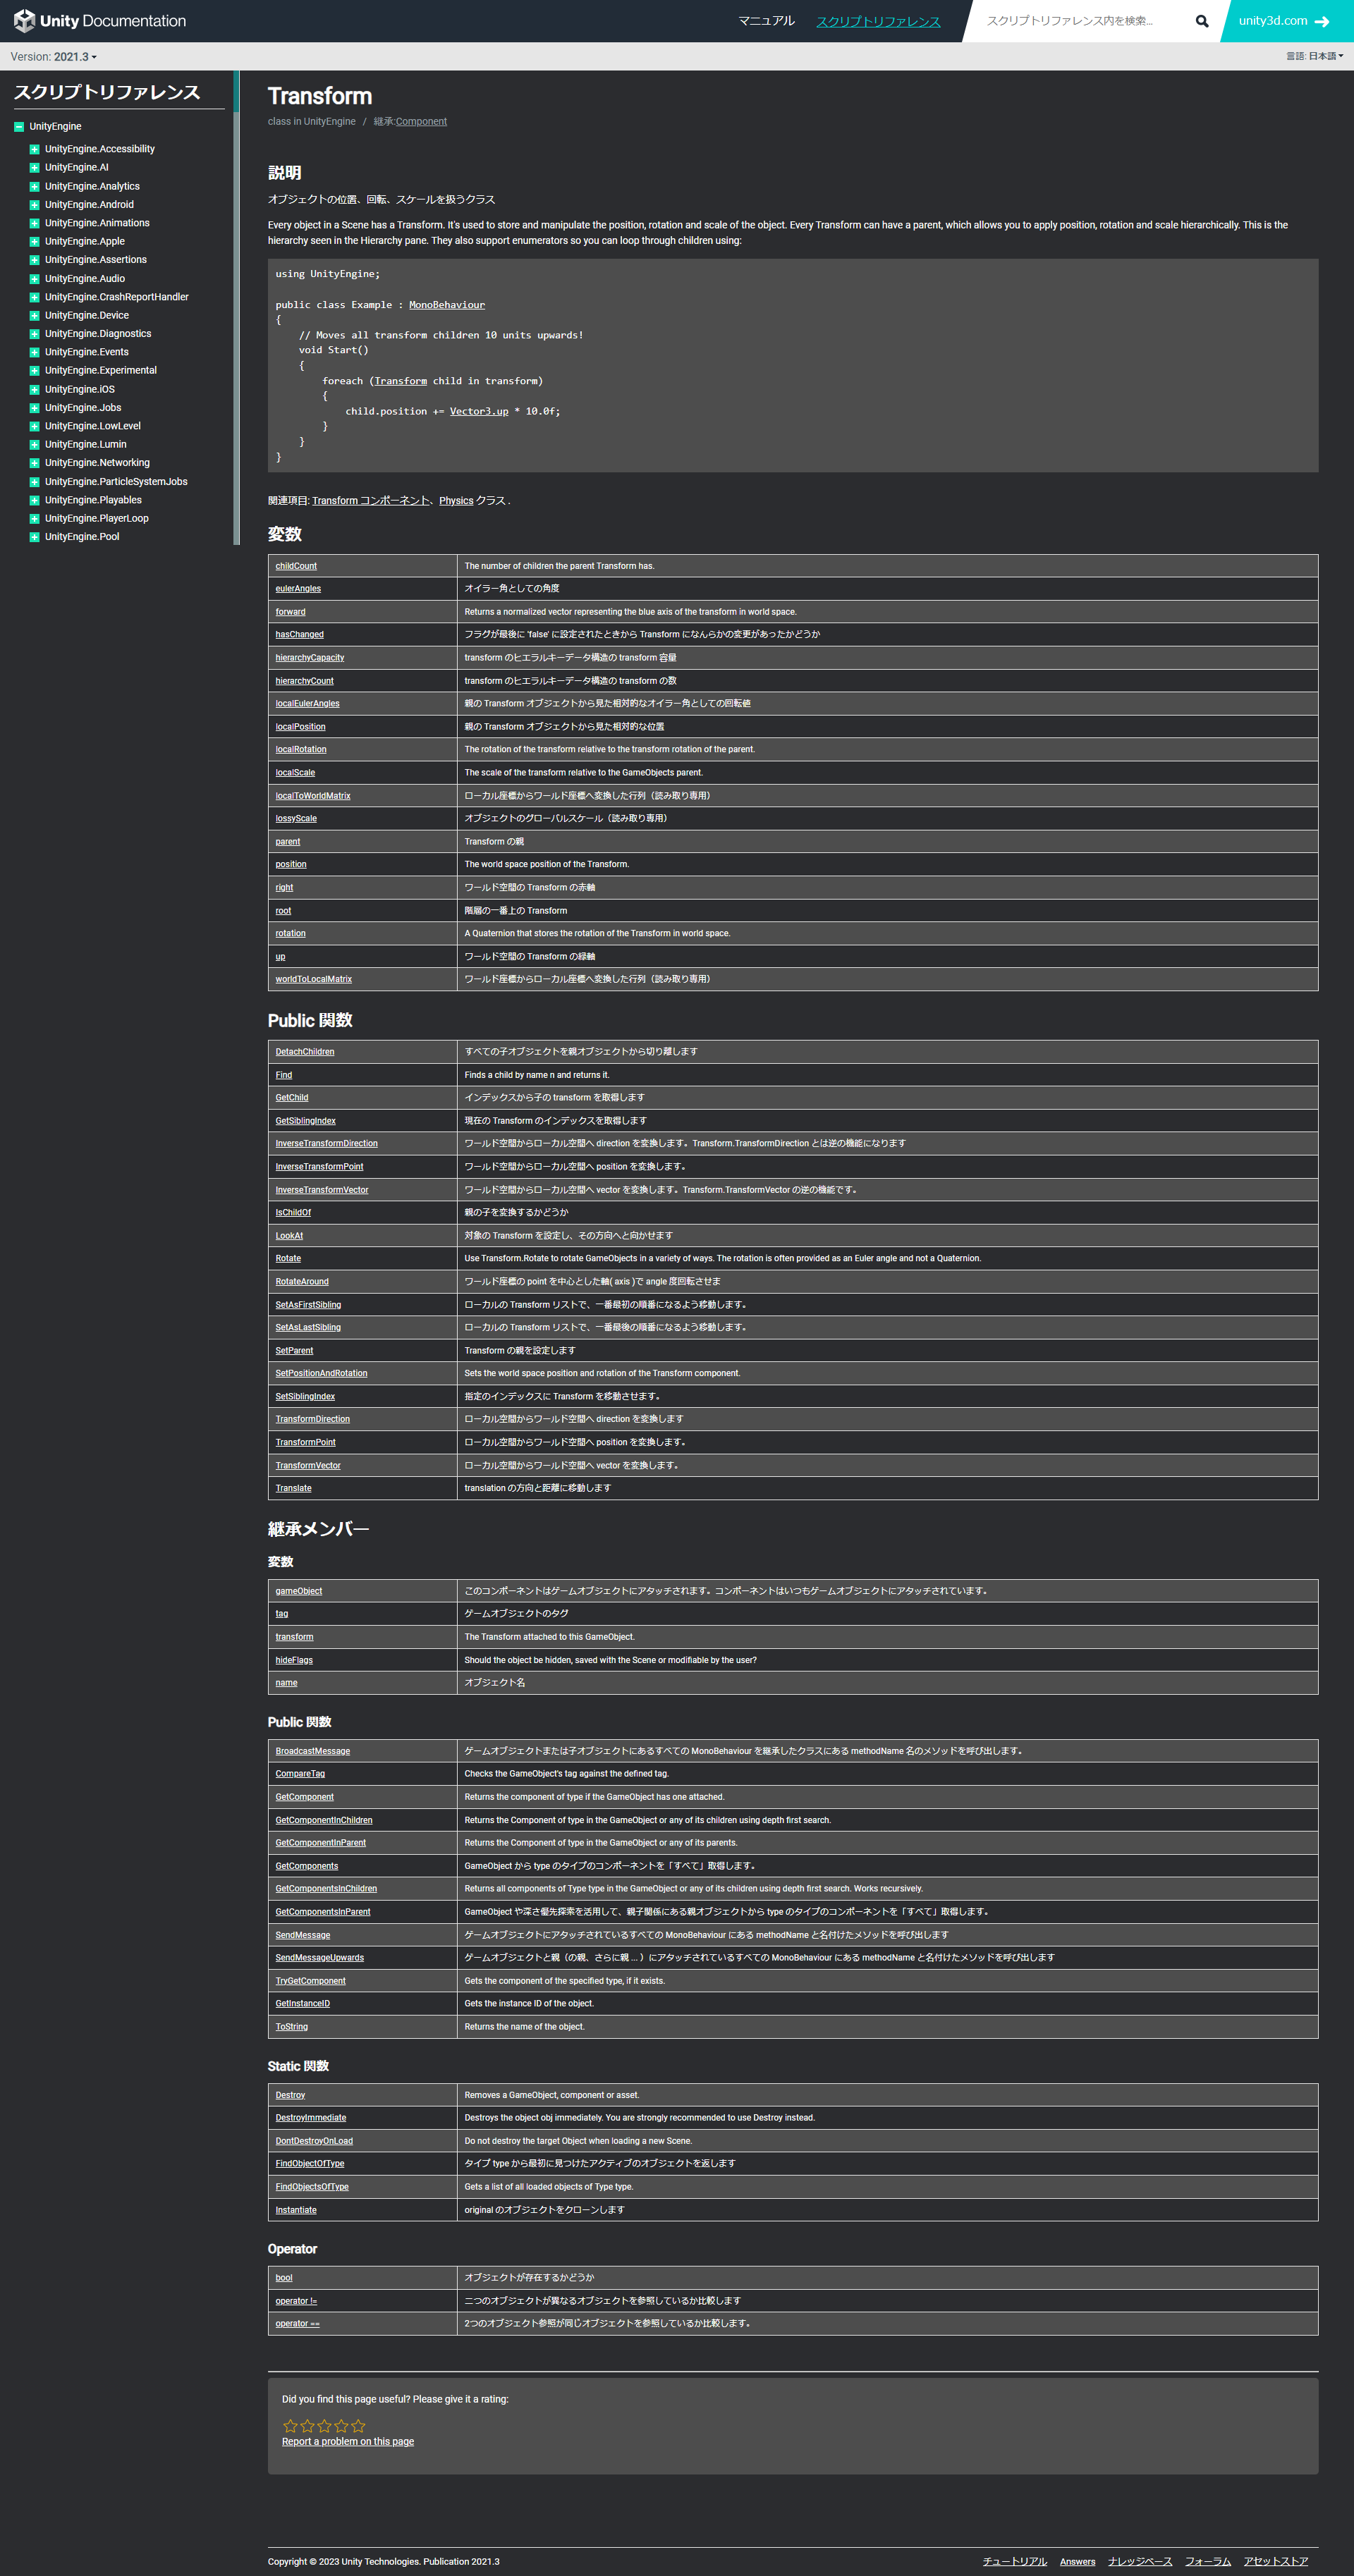 Unity Documentation
マニュアル
スクリプトリファレンス
スクリプトリファレンス内を検索...
unity3d.com
Version: 2021.3
言語: 日本語
スクリプトリファレンス
UnityEngine
UnityEngine.Accessibility
UnityEngine.AI
UnityEngine.Analytics
UnityEngine.Android
UnityEngine.Animations
UnityEngine.Apple
UnityEngine.Assertions
UnityEngine.Audio
UnityEngine.CrashReportHandler
UnityEngine.Device
UnityEngine.Diagnostics
UnityEngine.Events
UnityEngine.Experimental
UnityEngine.iOS
UnityEngine.Jobs
UnityEngine.LowLevel
UnityEngine.Lumin
UnityEngine.Networking
UnityEngine.ParticleSystemJobs
UnityEngine.Playables
UnityEngine.PlayerLoop
UnityEngine.Pool
Transform
class in UnityEngine / 継承:Component
説明
オブジェクトの位置、回転、スケールを扱うクラス
Every object in a Scene has a Transform. It's used to store and manipulate the position, rotation and scale of the object. Every Transform can have a parent, which allows you to apply position, rotation and scale hierarchically. This is the
hierarchy seen in the Hierarchy pane. They also support enumerators so you can loop through children using:
using UnityEngine;
public class Example : MonoBehaviour
{
// Moves all transform children 10 units upwards!
void Start()
{
foreach (Transform child in transform)
{
child.position += Vector3.up * 10.0f;
}
}
}
関連項目: Transform コンポーネント、Physics クラス .
変数
childCount The number of children the parent Transform has.
eulerAngles オイラー角としての角度
forward Returns a normalized vector representing the blue axis of the transform in world space.
hasChanged フラグが最後に 'false' に設定されたときから Transform になんらかの変更があったかどうか
hierarchyCapacity transform のヒエラルキーデータ構造の transform 容量
hierarchyCount transform のヒエラルキーデータ構造の transform の数
localEulerAngles 親の Transform オブジェクトから見た相対的なオイラー角としての回転値
localPosition 親の Transform オブジェクトから見た相対的な位置
localRotation The rotation of the transform relative to the transform rotation of the parent.
localScale The scale of the transform relative to the GameObjects parent.
localToWorldMatrix ローカル座標からワールド座標へ変換した行列（読み取り専用）
lossyScale オブジェクトのグローバルスケール（読み取り専用）
parent Transform の親
position The world space position of the Transform.
right ワールド空間の Transform の赤軸
root 階層の一番上の Transform
rotation A Quaternion that stores the rotation of the Transform in world space.
up ワールド空間の Transform の緑軸
worldToLocalMatrix ワールド座標からローカル座標へ変換した行列（読み取り専用）
Public 関数
DetachChildren すべての子オブジェクトを親オブジェクトから切り離します
Find Finds a child by name n and returns it.
GetChild インデックスから子の transform を取得します
GetSiblingIndex 現在の Transform のインデックスを取得します
InverseTransformDirection ワールド空間からローカル空間へ direction を変換します。Transform.TransformDirection とは逆の機能になります
InverseTransformPoint ワールド空間からローカル空間へ position を変換します。
InverseTransformVector ワールド空間からローカル空間へ vector を変換します。Transform.TransformVector の逆の機能です。
IsChildOf 親の子を変換するかどうか
LookAt 対象の Transform を設定し、その方向へと向かせます
Rotate Use Transform.Rotate to rotate GameObjects in a variety of ways. The rotation is often provided as an Euler angle and not a Quaternion.
RotateAround ワールド座標の point を中心とした軸( axis )で angle 度回転させま
SetAsFirstSibling ローカルの Transform リストで、一番最初の順番になるよう移動します。
SetAsLastSibling ローカルの Transform リストで、一番最後の順番になるよう移動します。
SetParent Transform の親を設定します
SetPositionAndRotation Sets the world space position and rotation of the Transform component.
SetSiblingIndex 指定のインデックスに Transform を移動させます。
TransformDirection ローカル空間からワールド空間へ direction を変換します
TransformPoint ローカル空間からワールド空間へ position を変換します。
TransformVector ローカル空間からワールド空間へ vector を変換します。
Translate translation の方向と距離に移動します
継承メンバー
変数
gameObject このコンポーネントはゲームオブジェクトにアタッチされます。コンポーネントはいつもゲームオブジェクトにアタッチされています。
tag ゲームオブジェクトのタグ
transform The Transform attached to this GameObject.
hideFlags Should the object be hidden, saved with the Scene or modifiable by the user?
name オブジェクト名
Public 関数
BroadcastMessage ゲームオブジェクトまたは子オブジェクトにあるすべての MonoBehaviour を継承したクラスにある methodName 名のメソッドを呼び出します。
CompareTag Checks the GameObject's tag against the defined tag.
GetComponent Returns the component of type if the GameObject has one attached.
GetComponentInChildren Returns the Component of type in the GameObject or any of its children using depth first search.
GetComponentInParent Returns the Component of type in the GameObject or any of its parents.
GetComponents GameObject から type のタイプのコンポーネントを「すべて」取得します。
GetComponentsInChildren Returns all components of Type type in the GameObject or any of its children using depth first search. Works recursively.
GetComponentsInParent GameObject や深さ優先探索を活用して、親子関係にある親オブジェクトから type のタイプのコンポーネントを「すべて」取得します。
SendMessage ゲームオブジェクトにアタッチされているすべての MonoBehaviour にある methodName と名付けたメソッドを呼び出します
SendMessageUpwards ゲームオブジェクトと親（の親、さらに親 ... ）にアタッチされているすべての MonoBehaviour にある methodName と名付けたメソッドを呼び出します
TryGetComponent Gets the component of the specified type, if it exists.
GetInstanceID Gets the instance ID of the object.
ToString Returns the name of the object.
Static 関数
Destroy Removes a GameObject, component or asset.
DestroyImmediate Destroys the object obj immediately. You are strongly recommended to use Destroy instead.
DontDestroyOnLoad Do not destroy the target Object when loading a new Scene.
FindObjectOfType タイプ type から最初に見つけたアクティブのオブジェクトを返します
FindObjectsOfType Gets a list of all loaded objects of Type type.
Instantiate original のオブジェクトをクローンします
Operator
bool オブジェクトが存在するかどうか
operator != 二つのオブジェクトが異なるオブジェクトを参照しているか比較します
operator == 2つのオブジェクト参照が同じオブジェクトを参照しているか比較します。
Did you find this page useful? Please give it a rating:
Report a problem on this page
Copyright © 2023 Unity Technologies. Publication 2021.3
チュートリアル Answers ナレッジベース フォーラム アセットストア